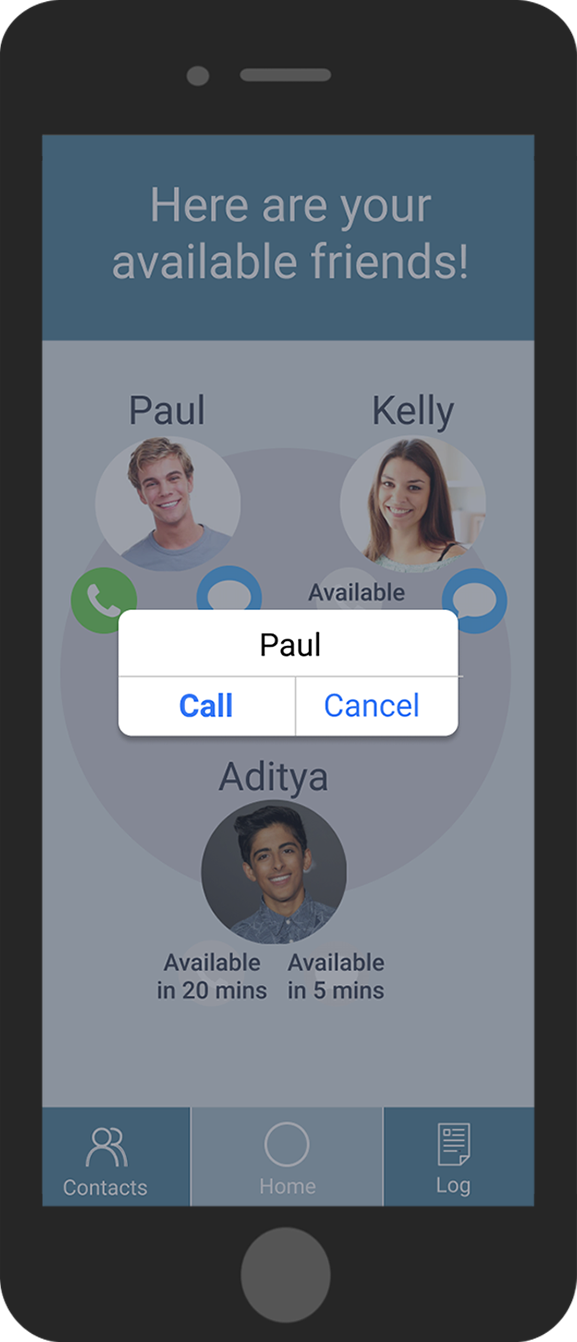 Here are your
available friends!
Paul
Kelly
Available
Paul
Call
Cancel
Aditya
Available
in 20 mins
Available
in 5 mins
Contacts
Home
Log